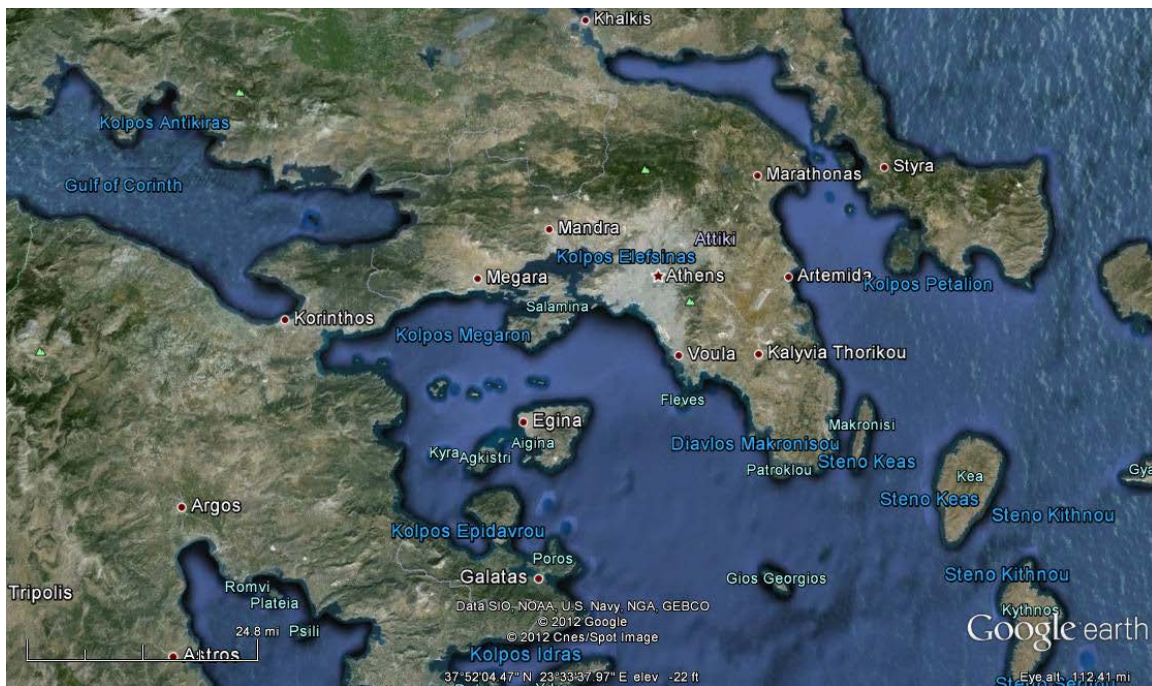 Khalkis
Kolpos Antikiras
Gulf of Corinth
Styra
Marathonas
Mandra
Attiki
Kolpos Elefsinas
Megara
Athens
Artemida
Kolpos Petalion
Salamina
Korinthos
Kolpos Megaron
Voula
Kalyvia Thorikou
Fleves
Egina
Makronisi
Aigina
Diavlos Makronisou
Kyra
Agkistri
Steno Keas
Patroklou
Kea
Gya
Steno Keas
Argos
Steno Kithnou
Kolpos Epidavrou
Poros
Steno Kithnou
Galatas
Gios Georgios
Romvi
Tripolis
Plateia
Kythnos
Data SIO, NOAA, U.S. Navy, NGA, GEBCO
© 2012 Google
© 2012 Cnes/Spot Image
24.8 mi
Psili
Google earth
Astros
Kolpos Idras
37°52'04.47" N 23°33'37.97" E elev -22 ft
Eye alt 112.41 mi